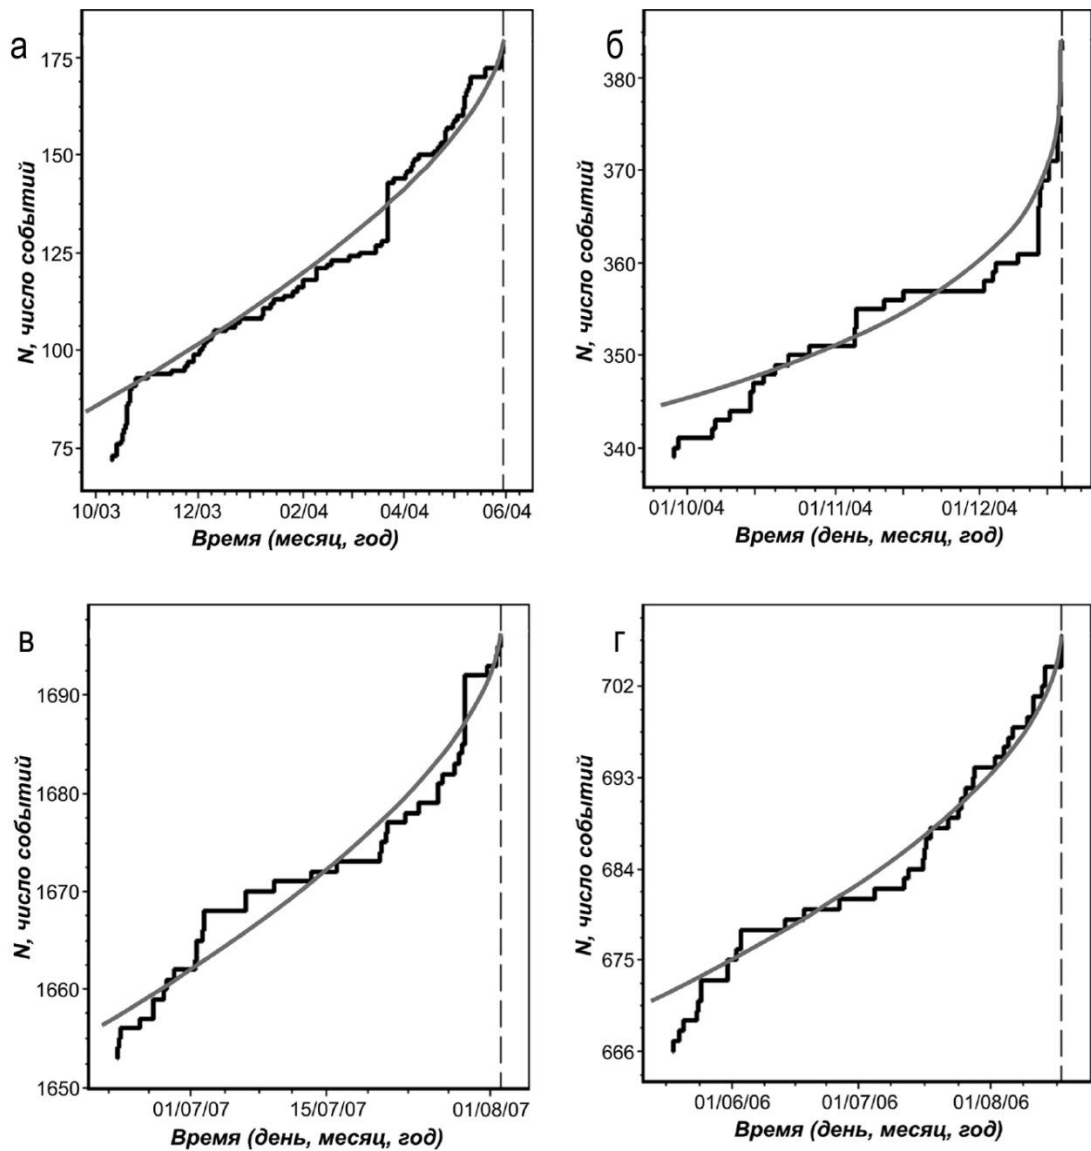 а
N, число событий
175
150
125
100
75
10/03 12/03 02/04 04/04 06/04
Время (месяц, год)
б
N, число событий
380
370
360
350
340
01/10/04 01/11/04 01/12/04
Время (день, месяц, год)
в
N, число событий
1690
1680
1670
1660
1650
01/07/07 15/07/07 01/08/07
Время (день, месяц, год)
г
N, число событий
702
693
684
675
666
01/06/06 01/07/06 01/08/06
Время (день, месяц, год)